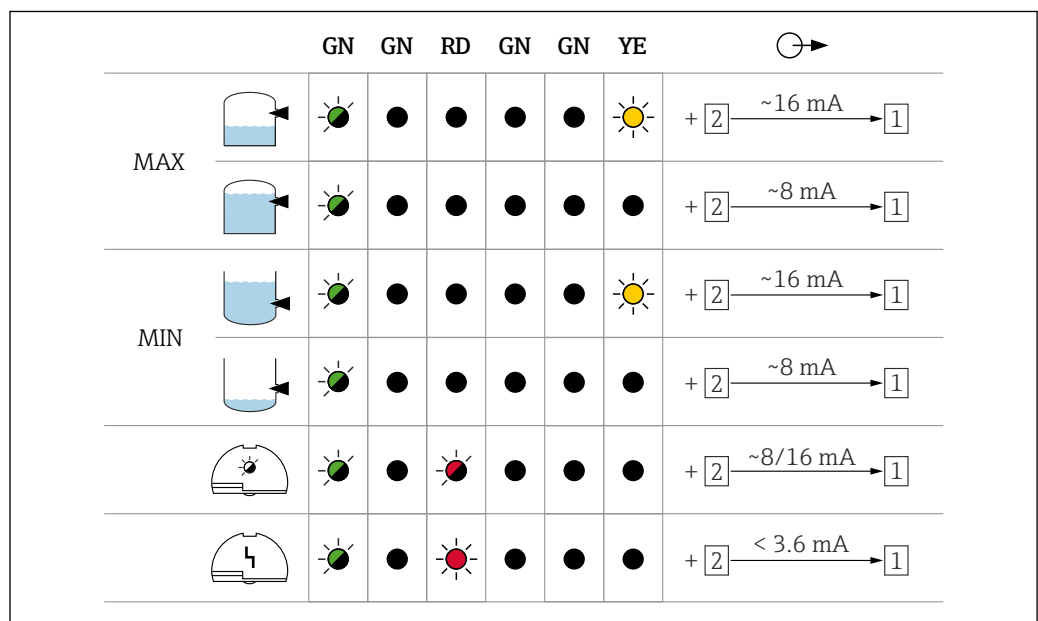 GN GN RD GN GN YE
MAX
+ 2 ~16 mA 1
+ 2 ~8 mA 1
MIN
+ 2 ~16 mA 1
+ 2 ~8 mA 1
+ 2 ~8/16 mA 1
+ 2 < 3.6 mA 1